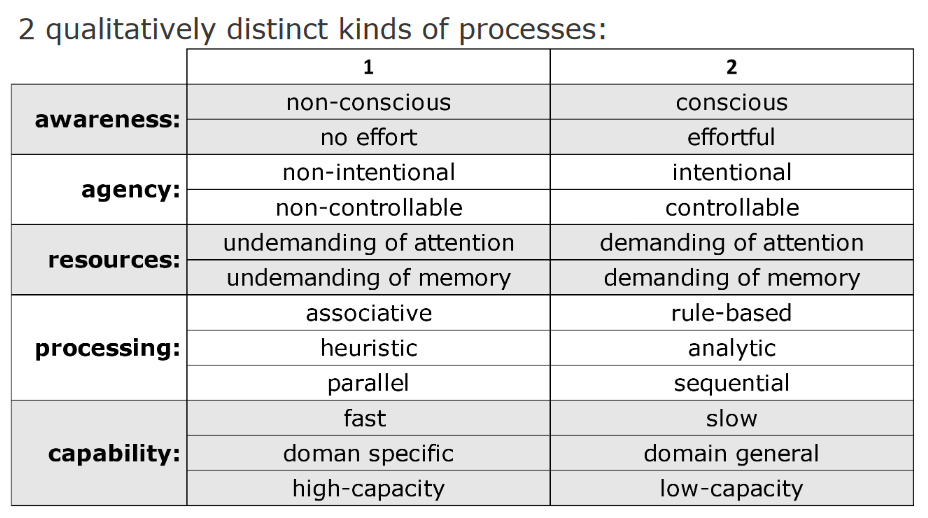 2 qualitatively distinct kinds of processes:
1 2
awareness: non-conscious conscious
no effort effortful
agency: non-intentional intentional
non-controllable controllable
resources: undemanding of attention demanding of attention
undemanding of memory demanding of memory
processing: associative rule-based
heuristic analytic
parallel sequential
capability: fast slow
doman specific domain general
high-capacity low-capacity